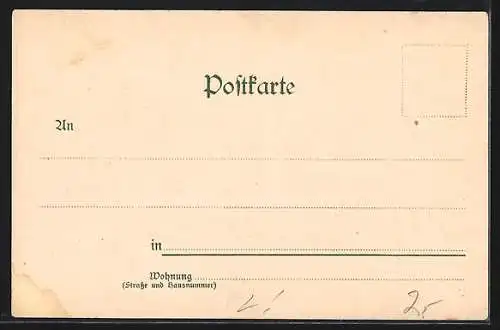 Postkarte
An
in
Wohnung
(Straße und Hausnummer)